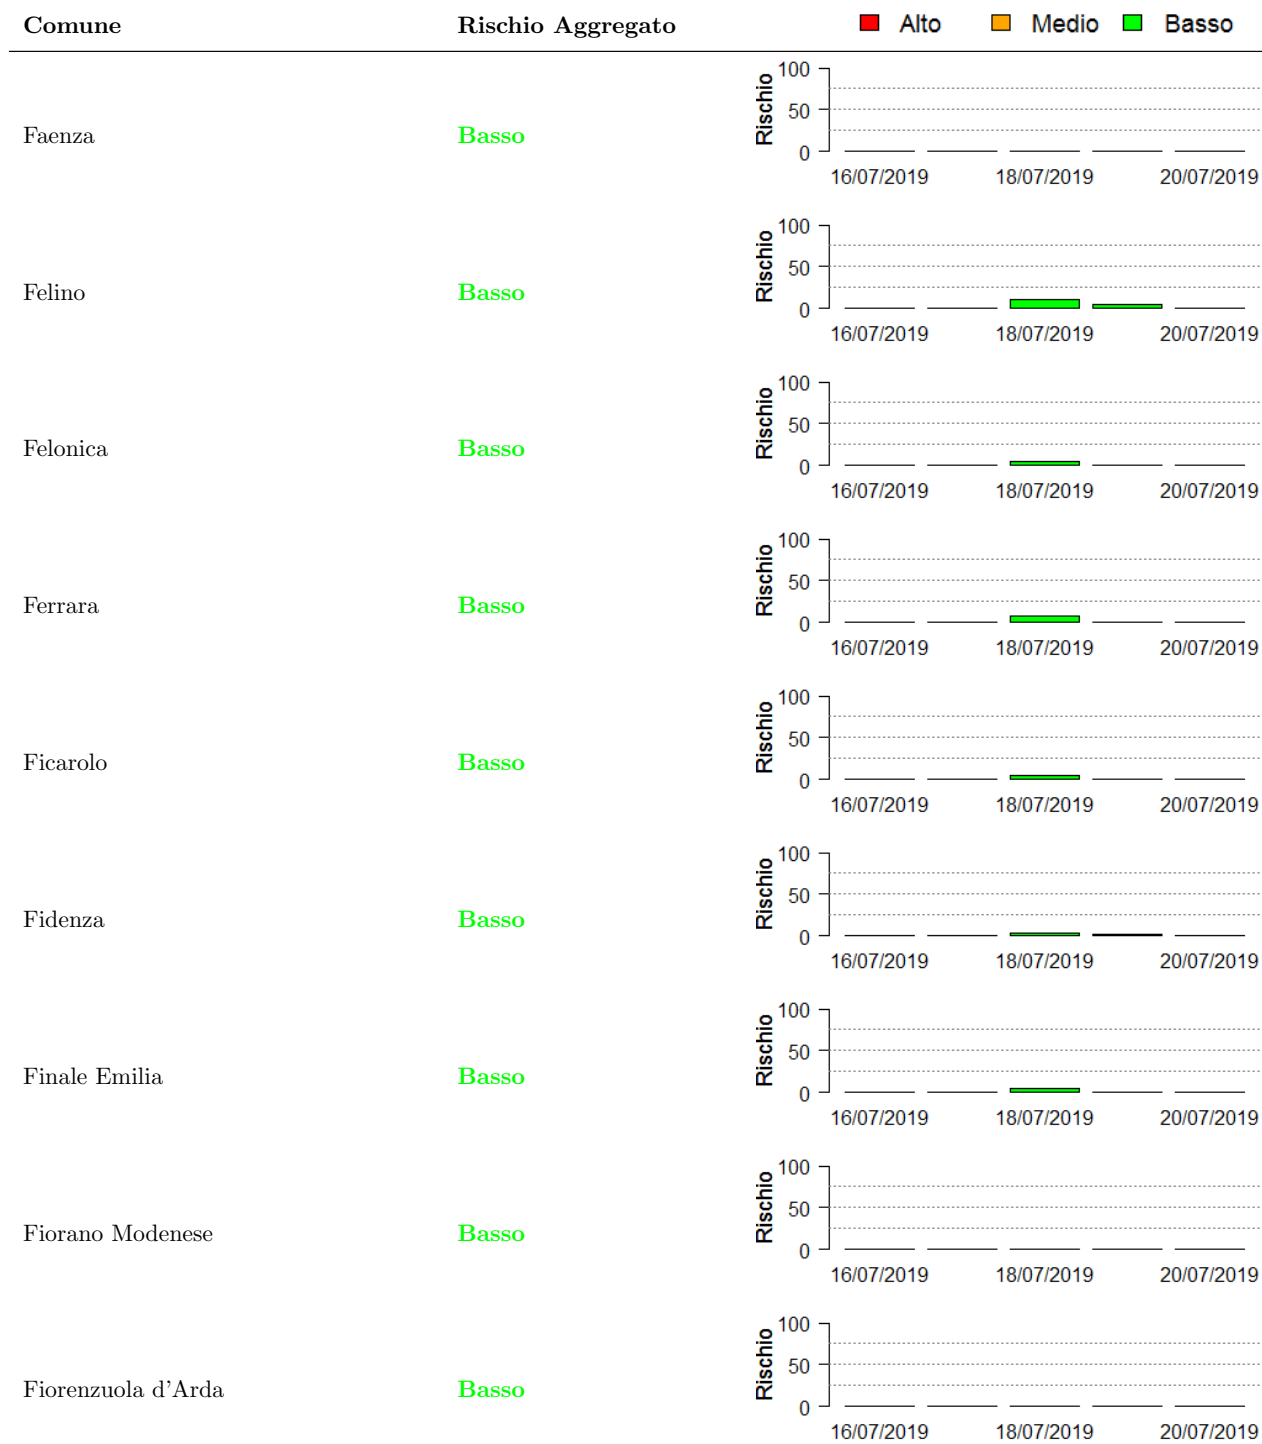 Comune Rischio Aggregato Alto Medio Basso
Faenza Basso
Rischio
100
50
0
16/07/2019 18/07/2019 20/07/2019
Felino Basso
Rischio
100
50
0
16/07/2019 18/07/2019 20/07/2019
Felonica Basso
Rischio
100
50
0
16/07/2019 18/07/2019 20/07/2019
Ferrara Basso
Rischio
100
50
0
16/07/2019 18/07/2019 20/07/2019
Ficarolo Basso
Rischio
100
50
0
16/07/2019 18/07/2019 20/07/2019
Fidenza Basso
Rischio
100
50
0
16/07/2019 18/07/2019 20/07/2019
Finale Emilia Basso
Rischio
100
50
0
16/07/2019 18/07/2019 20/07/2019
Fiorano Modenese Basso
Rischio
100
50
0
16/07/2019 18/07/2019 20/07/2019
Fiorenzuola d'Arda Basso
Rischio
100
50
0
16/07/2019 18/07/2019 20/07/2019